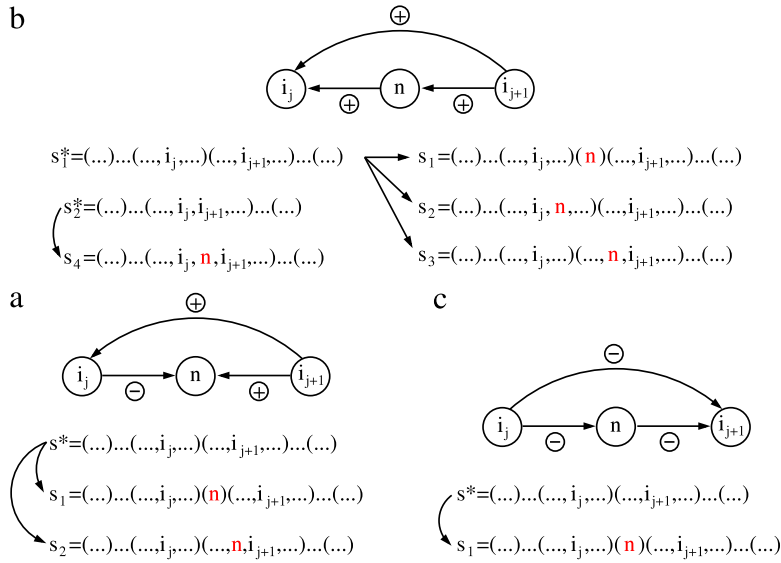 b
⊕
i_j n i_{j+1}
⊕ ⊕
s*_1=(...)...(..., i_j,...)(..., i_{j+1},...)...(...)
s_1=(...)...(..., i_j,...)( n )(..., i_{j+1},...)...(...)
s*_2=(...)...(..., i_j, i_{j+1},...)...(...)
s_2=(...)...(..., i_j, n ,...)(...,i_{j+1},...)...(...)
s_4=(...)...(..., i_j, n ,i_{j+1},...)...(...)
s_3=(...)...(..., i_j,...)(..., n ,i_{j+1},...)...(...)
a
⊕
i_j n i_{j+1}
⊖ ⊕
s*=(...)...(...,i_j,...)(...,i_{j+1},...)...(...)
s_1=(...)...(..., i_j,...)(n)(...,i_{j+1},...)...(...)
s_2=(...)...(...,i_j,...)(...,n,i_{j+1},...)...(...)
c
⊖
i_j n i_{j+1}
⊖ ⊖
s*=(...)...(..., i_j,...)(...,i_{j+1},...)...(...)
s_1=(...)...(..., i_j,...)( n )(...,i_{j+1},...)...(...)